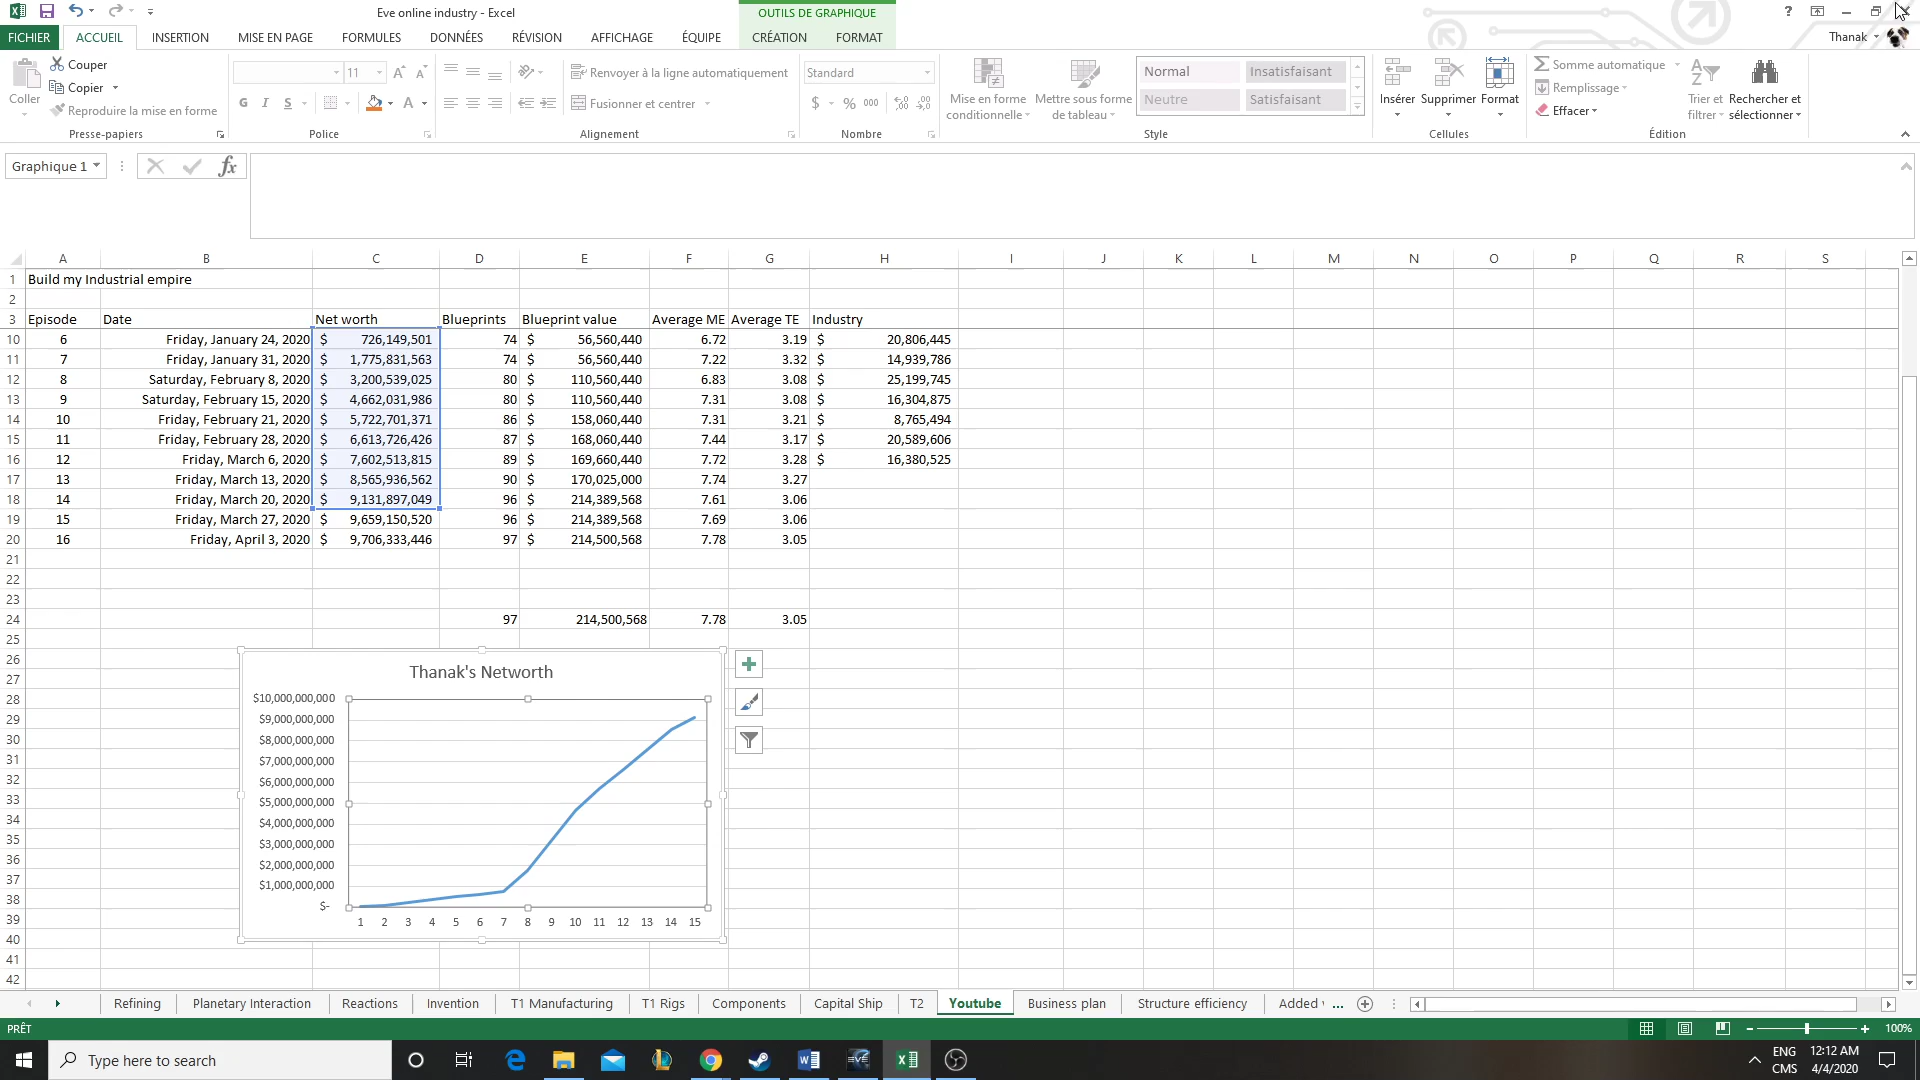 Eve online industry - Excel
OUTILS DE GRAPHIQUE
?
FICHIER ACCUEIL INSERTION MISE EN PAGE FORMULES DONNÉES RÉVISION AFFICHAGE ÉQUIPE CRÉATION FORMAT
Thanak
Coller
Couper
Copier
Reproduire la mise en forme
Presse-papiers
11
G I S
Police
Renvoyer à la ligne automatiquement
Fusionner et centrer
Alignement
Standard
$ % 000
Nombre
Mise en forme conditionnelle
Mettre sous forme de tableau
Normal Insatisfaisant
Neutre Satisfaisant
Style
Insérer Supprimer Format
Cellules
Somme automatique
Remplissage
Effacer
Trier et filtrer
Rechercher et sélectionner
Édition
Graphique 1
fx
A B C D E F G H I J K L M N O P Q R S
1 Build my Industrial empire
2
3 Episode Date Net worth Blueprints Blueprint value Average ME Average TE Industry
10 6 Friday, January 24, 2020 $ 726,149,501 74 $ 56,560,440 6.72 3.19 $ 20,806,445
11 7 Friday, January 31, 2020 $ 1,775,831,563 74 $ 56,560,440 7.22 3.32 $ 14,939,786
12 8 Saturday, February 8, 2020 $ 3,200,539,025 80 $ 110,560,440 6.83 3.08 $ 25,199,745
13 9 Saturday, February 15, 2020 $ 4,662,031,986 80 $ 110,560,440 7.31 3.08 $ 16,304,875
14 10 Friday, February 21, 2020 $ 5,722,701,371 86 $ 158,060,440 7.31 3.21 $ 8,765,494
15 11 Friday, February 28, 2020 $ 6,613,726,426 87 $ 168,060,440 7.44 3.17 $ 20,589,606
16 12 Friday, March 6, 2020 $ 7,602,513,815 89 $ 169,660,440 7.72 3.28 $ 16,380,525
17 13 Friday, March 13, 2020 $ 8,565,936,562 90 $ 170,025,000 7.74 3.27
18 14 Friday, March 20, 2020 $ 9,131,897,049 96 $ 214,389,568 7.61 3.06
19 15 Friday, March 27, 2020 $ 9,659,150,520 96 $ 214,389,568 7.69 3.06
20 16 Friday, April 3, 2020 $ 9,706,333,446 97 $ 214,500,568 7.78 3.05
21
22
23
24 97 214,500,568 7.78 3.05
25
26
27
28
29
30
31
32
33
34
35
36
37
38
39
40
41
42
Thanak's Networth
$10,000,000,000
$9,000,000,000
$8,000,000,000
$7,000,000,000
$6,000,000,000
$5,000,000,000
$4,000,000,000
$3,000,000,000
$2,000,000,000
$1,000,000,000
$-
1 2 3 4 5 6 7 8 9 10 11 12 13 14 15
Refining Planetary Interaction Reactions Invention T1 Manufacturing T1 Rigs Components Capital Ship T2 Youtube Business plan Structure efficiency Added ...
PRÊT
100%
Type here to search
EVE
ENG
CMS
12:12 AM
4/4/2020